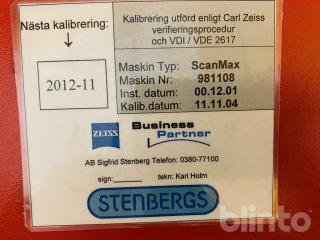 Nästa kalibrering:
2012-11
Kalibrering utförd enligt Carl Zeiss
verifieringsprocedur
och VDI / VDE 2617
Maskin Typ: ScanMax
Maskin Nr: 981108
Inst. datum: 00.12.01
Kalib.datum: 11.11.04
ZEISS
Business
Partner
AB Sigfrid Stenberg Telefon: 0380-77100
sign:______ tekn: Karl Holm
STENBERGS
blinto